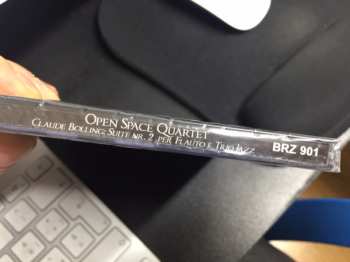 OPEN SPACE QUARTET
CLAUDE BOLLING: SUITE NR. 2 PER FLAUTO E TRIO JAZZ
BRZ 901